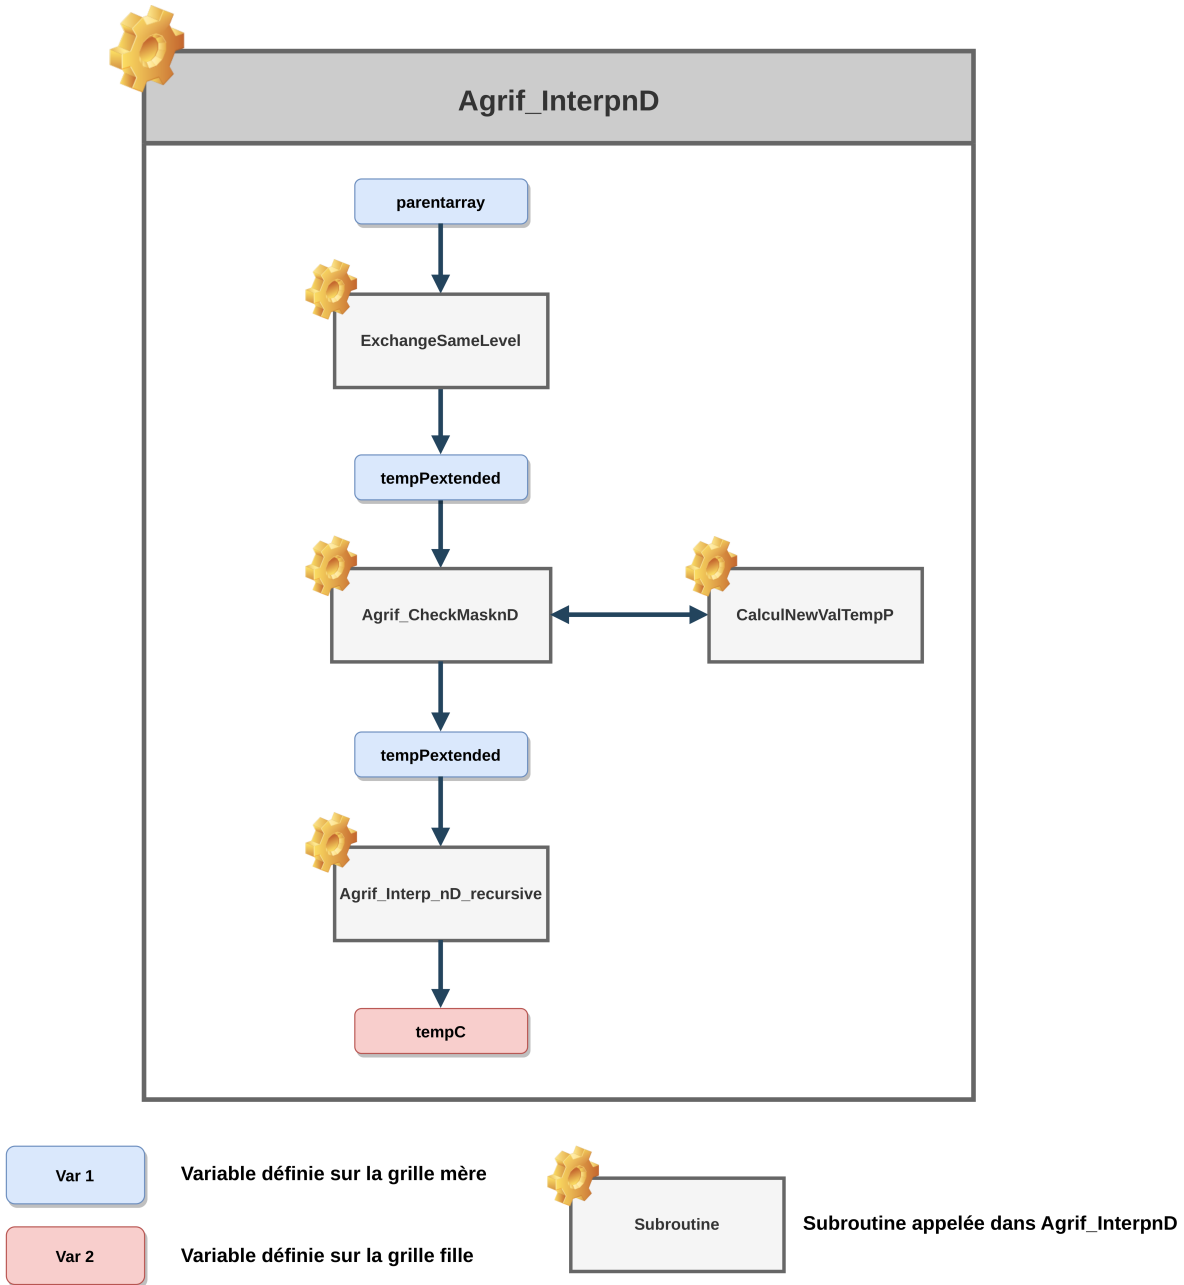 Agrif_InterpnD
parentarray
ExchangeSameLevel
tempPextended
Agrif_CheckMasknD
CalculNewValTempP
tempPextended
Agrif_Interp_nD_recursive
tempC
Var 1
Variable définie sur la grille mère
Var 2
Variable définie sur la grille fille
Subroutine
Subroutine appelée dans Agrif_InterpnD